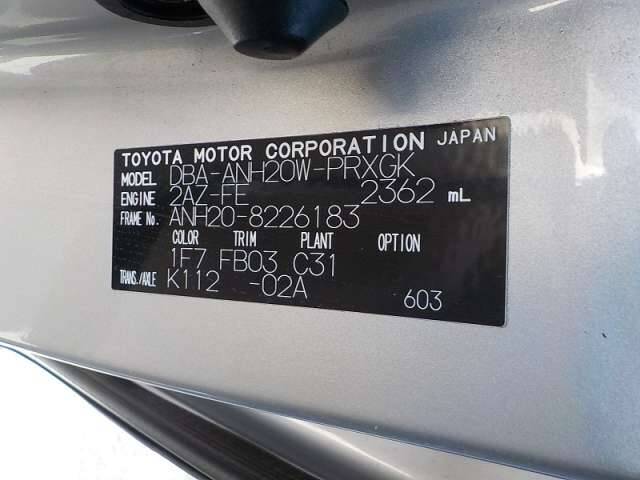 TOYOTA MOTOR CORPORATION JAPAN
MODEL DBA-ANH20W-PRXGK
ENGINE 2AZ-FE 2362 mL
FRAME No. ANH20-8226183
COLOR TRIM PLANT OPTION
1F7 FB03 C31
TRANS./AXLE K112 -02A
603